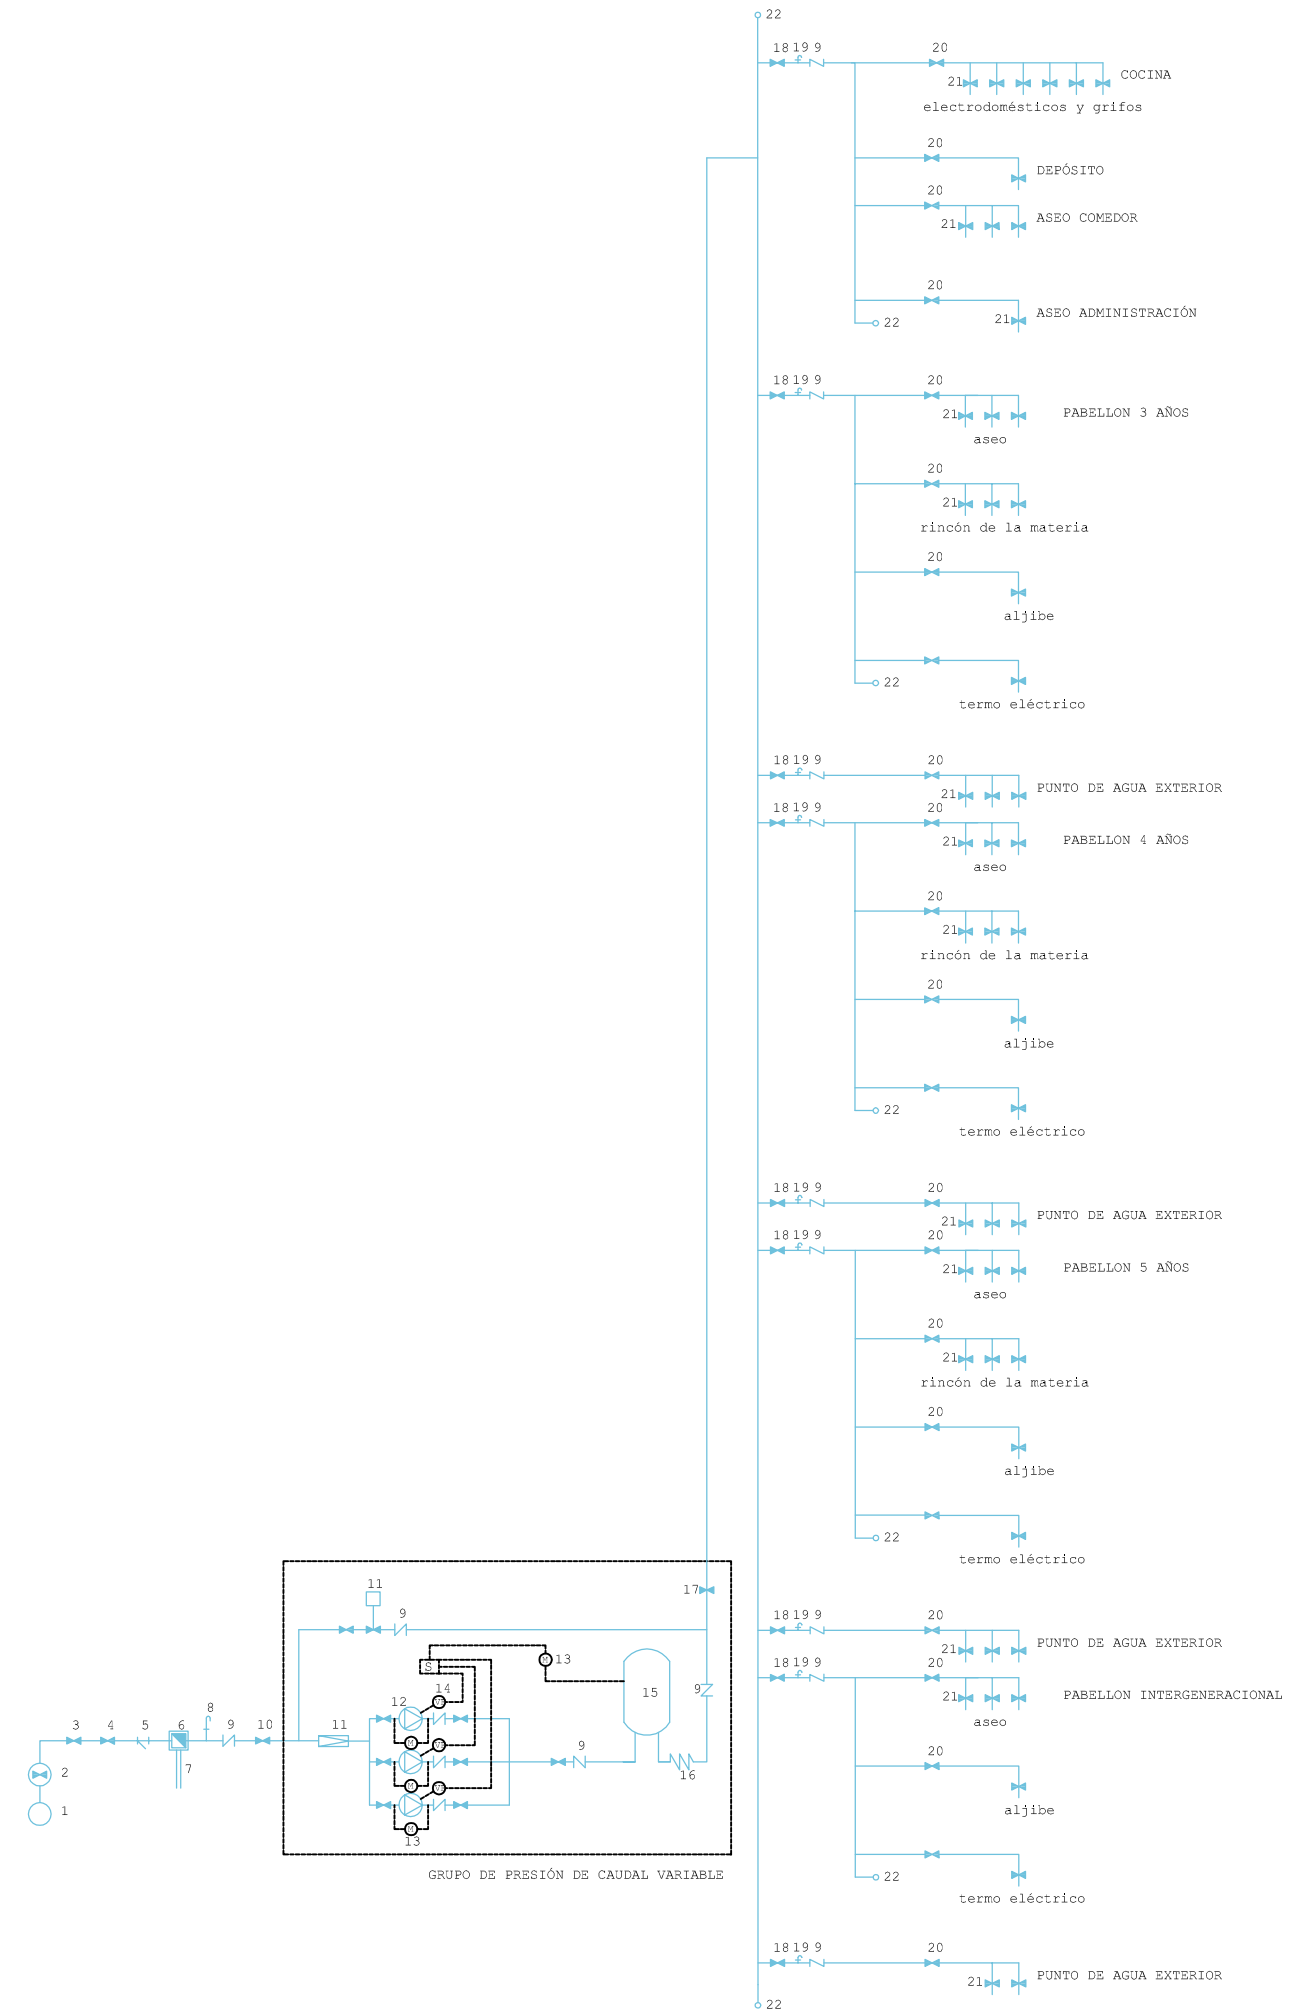 22
18 19 9
20
COCINA
21
electrodomésticos y grifos
20
DEPÓSITO
20
ASEO COMEDOR
21
20
ASEO ADMINISTRACIÓN
21
22
18 19 9
20
PABELLON 3 AÑOS
21
aseo
20
21
rincón de la materia
20
aljibe
22
termo eléctrico
18 19 9
20
PUNTO DE AGUA EXTERIOR
21
18 19 9
20
PABELLON 4 AÑOS
21
aseo
20
21
rincón de la materia
20
aljibe
22
termo eléctrico
18 19 9
20
PUNTO DE AGUA EXTERIOR
21
18 19 9
20
PABELLON 5 AÑOS
21
aseo
20
21
rincón de la materia
20
aljibe
22
termo eléctrico
11
17
9
18 19 9
20
PUNTO DE AGUA EXTERIOR
21
S
M
13
18 19 9
20
PABELLON INTERGENERACIONAL
21
aseo
14
15
9
12
VF
3
4
5
6
8
9
10
11
M
VF
9
16
20
2
7
M
VF
1
M
13
aljibe
GRUPO DE PRESIÓN DE CAUDAL VARIABLE
22
termo eléctrico
18 19 9
20
PUNTO DE AGUA EXTERIOR
21
22